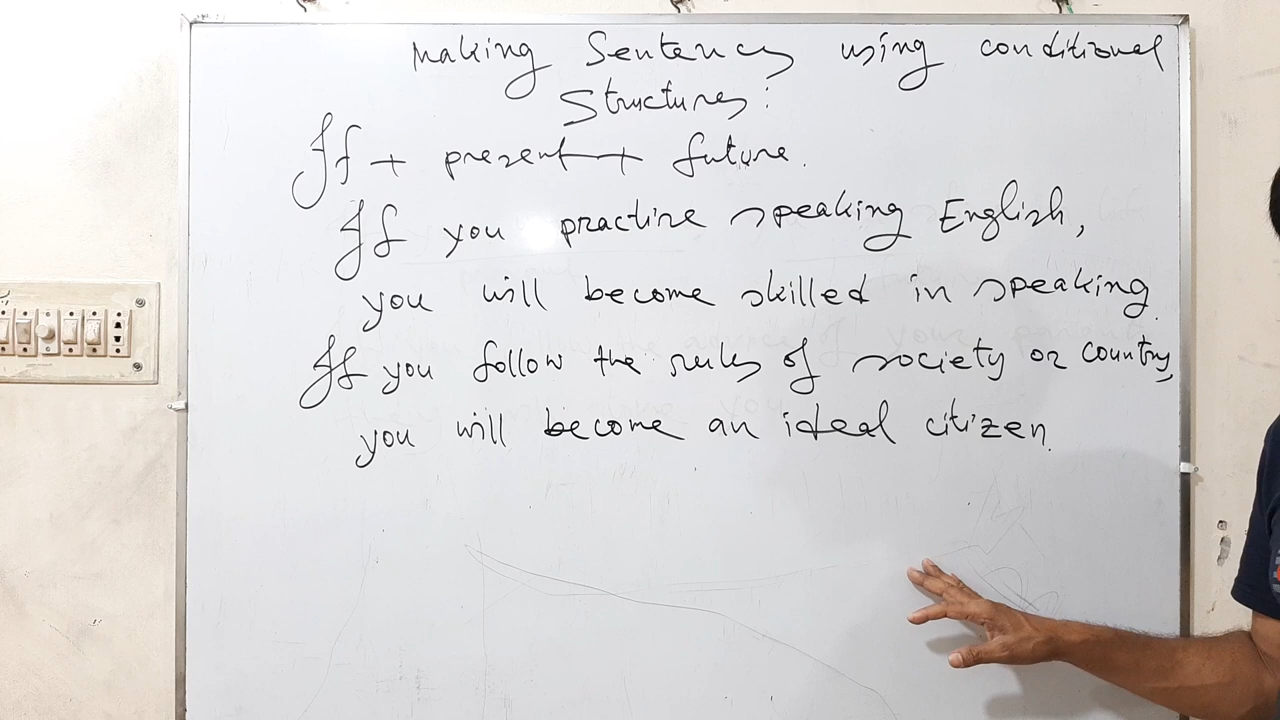 Making Sentences using conditional
Structures:
If + present + future.
If you practise speaking English,
you will become skilled in speaking.
If you follow the rules of society or country,
you will become an ideal citizen.